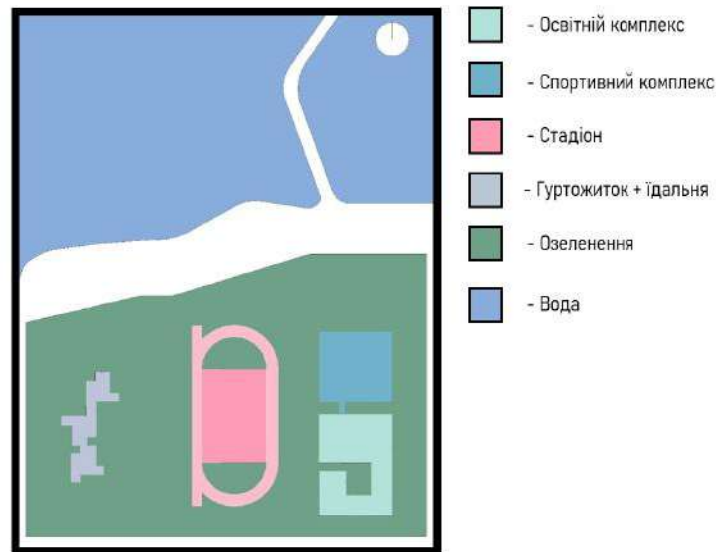 - Освітній комплекс
- Спортивний комплекс
- Стадіон
- Гуртожиток + їдальня
- Озеленення
- Вода